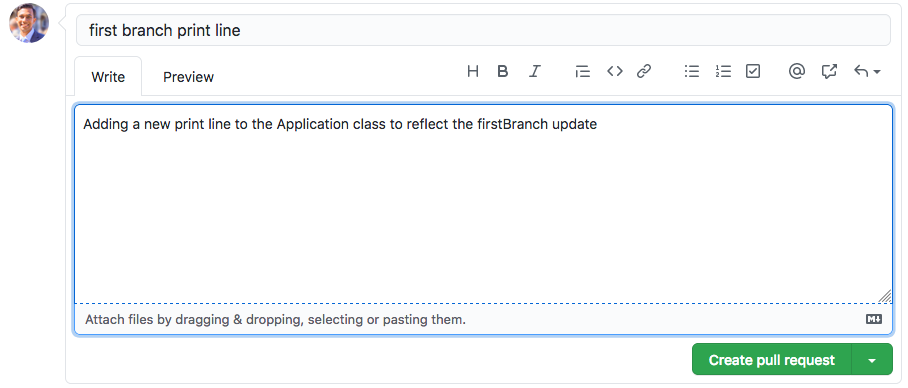 first branch print line
Write Preview H B I @
Adding a new print line to the Application class to reflect the firstBranch update
Attach files by dragging & dropping, selecting or pasting them.
Create pull request